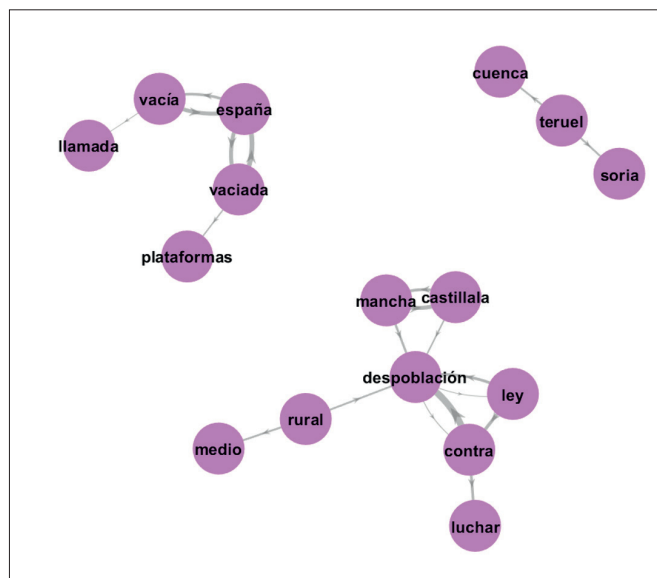 cuenca
vacía
españa
teruel
llamada
soria
vaciada
plataformas
mancha
castillala
despoblación
ley
rural
medio
contra
luchar